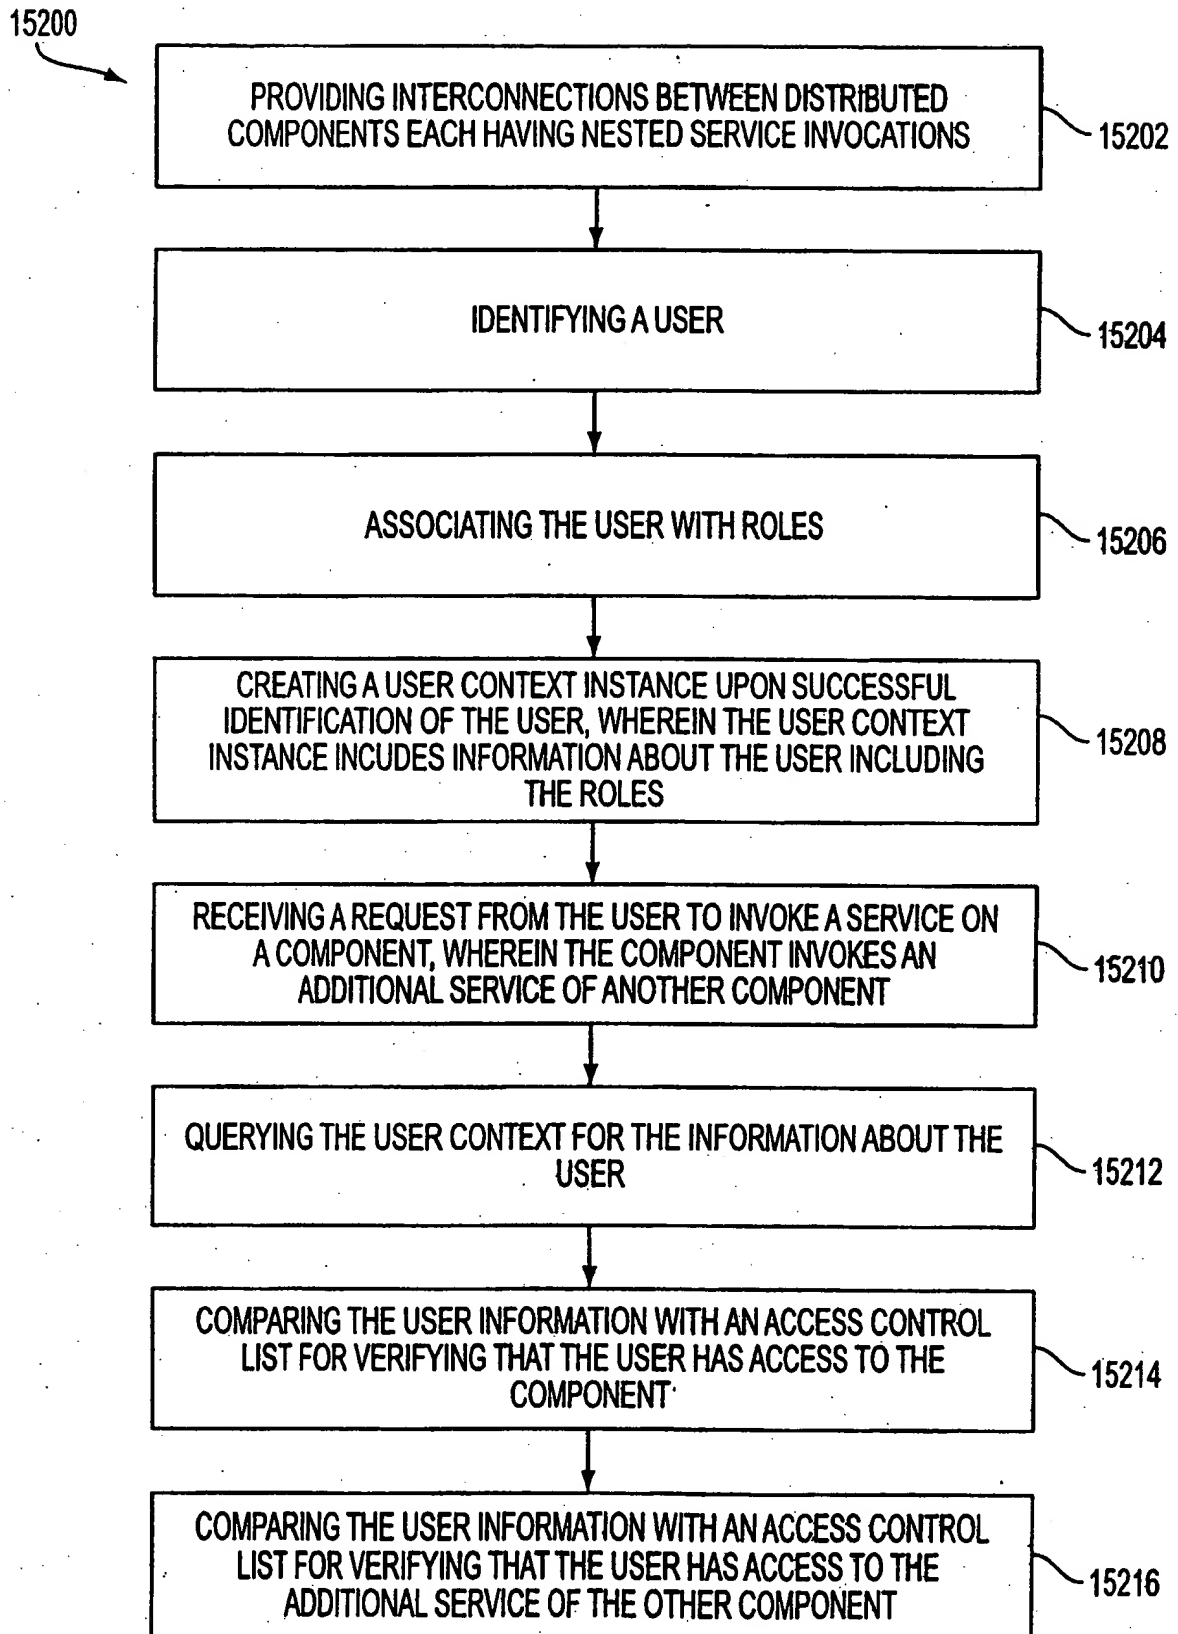 15200
PROVIDING INTERCONNECTIONS BETWEEN DISTRIBUTED
COMPONENTS EACH HAVING NESTED SERVICE INVOCATIONS
15202
IDENTIFYING A USER
15204
ASSOCIATING THE USER WITH ROLES
15206
CREATING A USER CONTEXT INSTANCE UPON SUCCESSFUL
IDENTIFICATION OF THE USER, WHEREIN THE USER CONTEXT
INSTANCE INCUDES INFORMATION ABOUT THE USER INCLUDING
THE ROLES
15208
RECEIVING A REQUEST FROM THE USER TO INVOKE A SERVICE ON
A COMPONENT, WHEREIN THE COMPONENT INVOKES AN
ADDITIONAL SERVICE OF ANOTHER COMPONENT
15210
QUERYING THE USER CONTEXT FOR THE INFORMATION ABOUT THE
USER
15212
COMPARING THE USER INFORMATION WITH AN ACCESS CONTROL
LIST FOR VERIFYING THAT THE USER HAS ACCESS TO THE
COMPONENT
15214
COMPARING THE USER INFORMATION WITH AN ACCESS CONTROL
LIST FOR VERIFYING THAT THE USER HAS ACCESS TO THE
ADDITIONAL SERVICE OF THE OTHER COMPONENT
15216